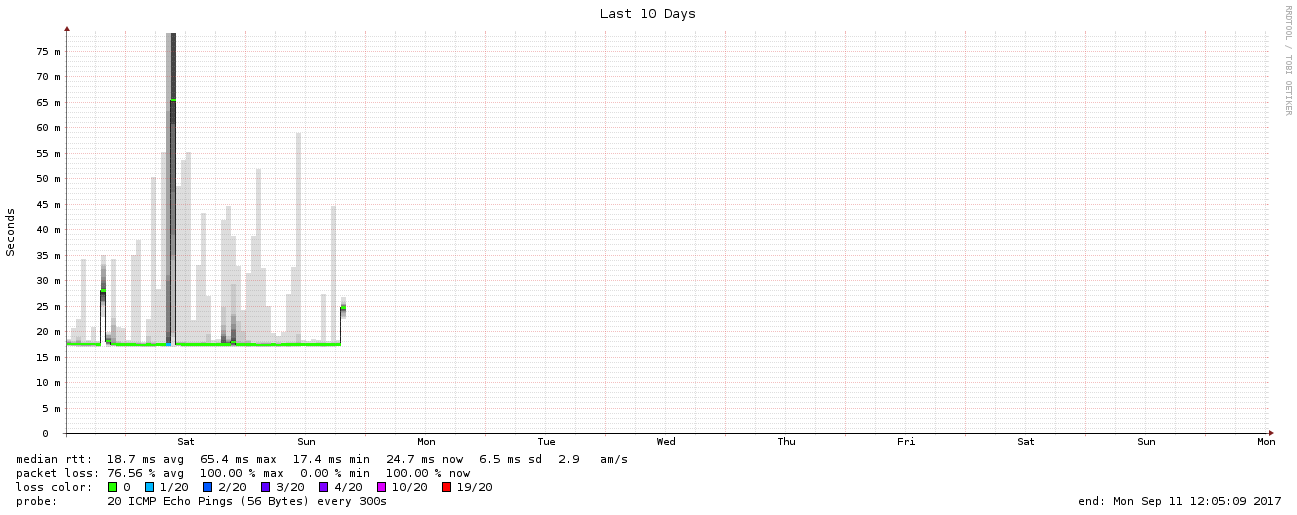 Last 10 Days
RRDTOOL / TOBI OETIKER
Seconds
75 m
70 m
65 m
60 m
55 m
50 m
45 m
40 m
35 m
30 m
25 m
20 m
15 m
10 m
5 m
0
Sat Sun Mon Tue Wed Thu Fri Sat Sun Mon
median rtt: 18.7 ms avg 65.4 ms max 17.4 ms min 24.7 ms now 6.5 ms sd 2.9 am/s
packet loss: 76.56 % avg 100.00 % max 0.00 % min 100.00 % now
loss color: 0 1/20 2/20 3/20 4/20 10/20 19/20
probe: 20 ICMP Echo Pings (56 Bytes) every 300s end: Mon Sep 11 12:05:09 2017